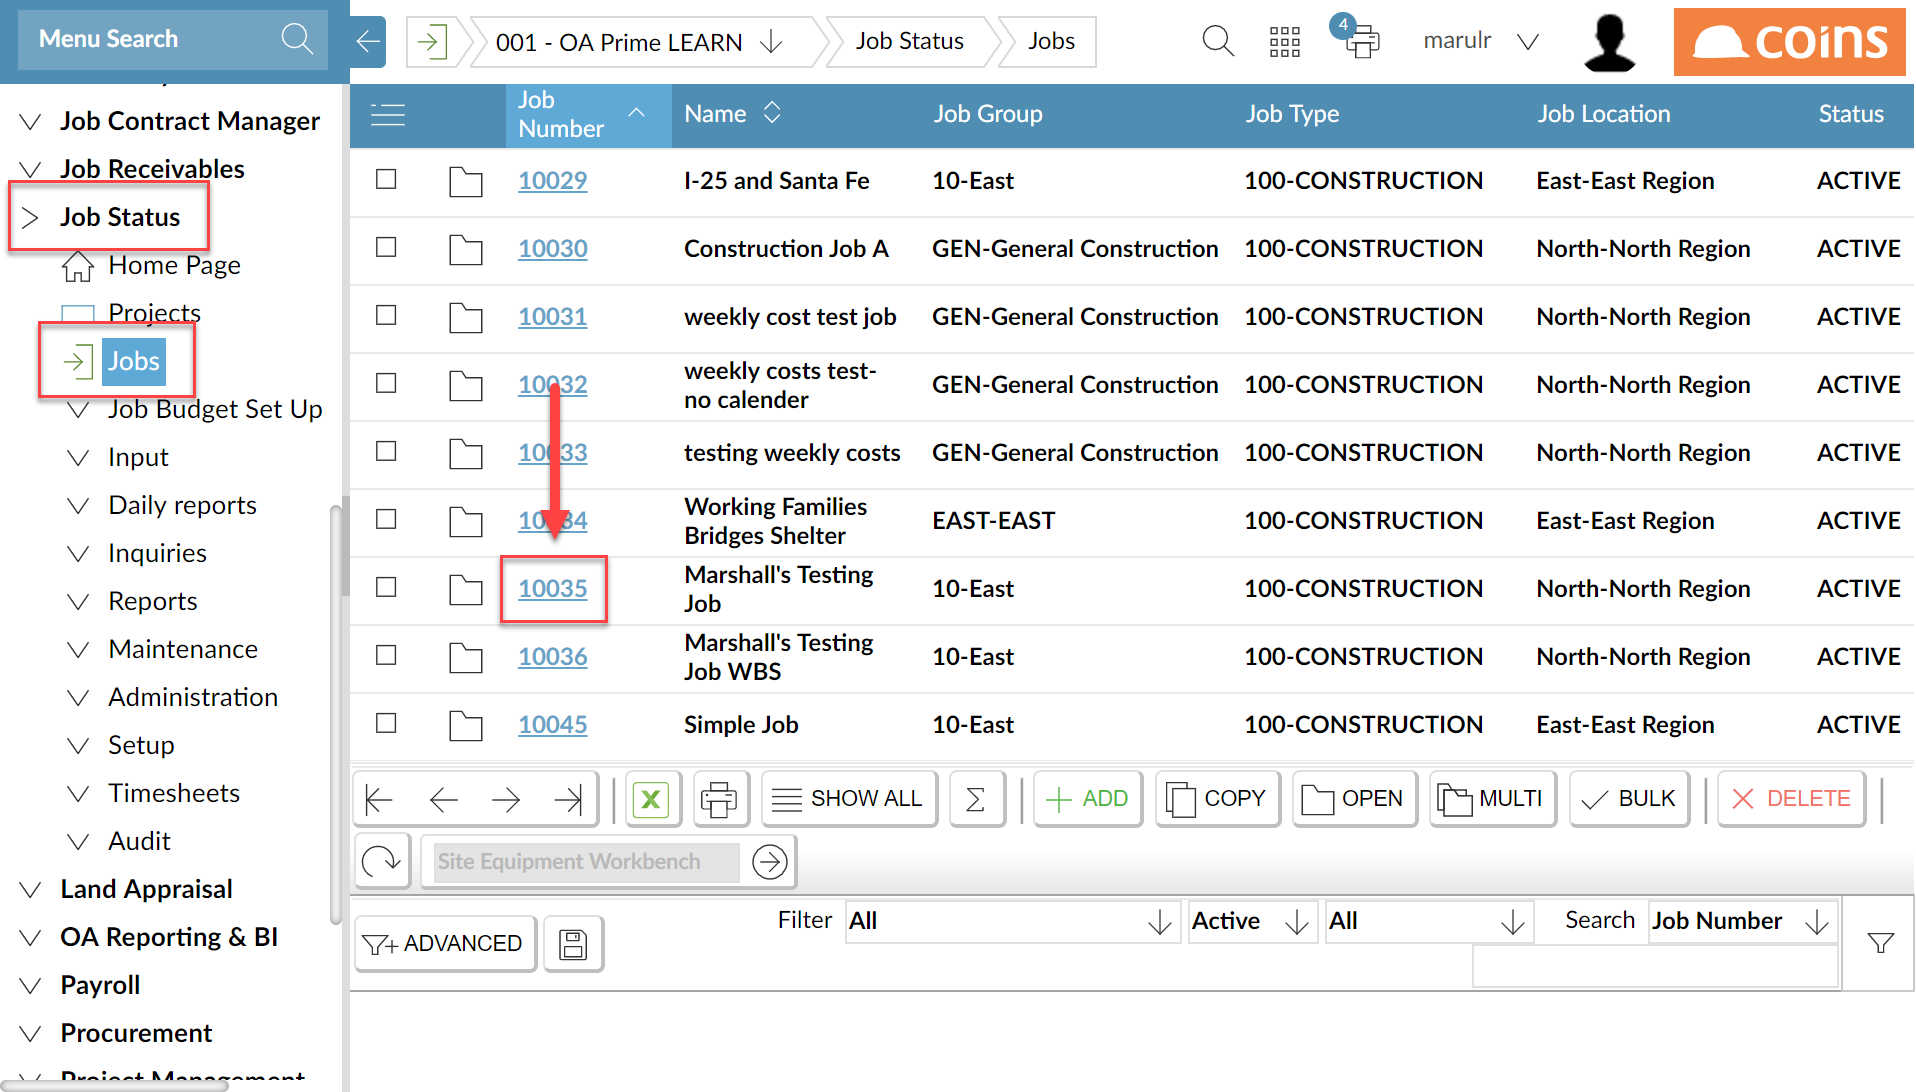 Menu Search
001 - OA Prime LEARN
Job Status
Jobs
4
marulr
coins
Job Contract Manager
Job Receivables
Job Status
Home Page
Projects
Jobs
Job Budget Set Up
Input
Daily reports
Inquiries
Reports
Maintenance
Administration
Setup
Timesheets
Audit
Land Appraisal
OA Reporting & BI
Payroll
Procurement
Project Management
Job Number Name Job Group Job Type Job Location Status
10029 I-25 and Santa Fe 10-East 100-CONSTRUCTION East-East Region ACTIVE
10030 Construction Job A GEN-General Construction 100-CONSTRUCTION North-North Region ACTIVE
10031 weekly cost test job GEN-General Construction 100-CONSTRUCTION North-North Region ACTIVE
10032 weekly costs test-no calender GEN-General Construction 100-CONSTRUCTION North-North Region ACTIVE
10033 testing weekly costs GEN-General Construction 100-CONSTRUCTION North-North Region ACTIVE
10034 Working Families Bridges Shelter EAST-EAST 100-CONSTRUCTION East-East Region ACTIVE
10035 Marshall's Testing Job 10-East 100-CONSTRUCTION North-North Region ACTIVE
10036 Marshall's Testing Job WBS 10-East 100-CONSTRUCTION North-North Region ACTIVE
10045 Simple Job 10-East 100-CONSTRUCTION East-East Region ACTIVE
X SHOW ALL Σ ADD COPY OPEN MULTI BULK DELETE
Site Equipment Workbench
ADVANCED
Filter All Active All Search Job Number